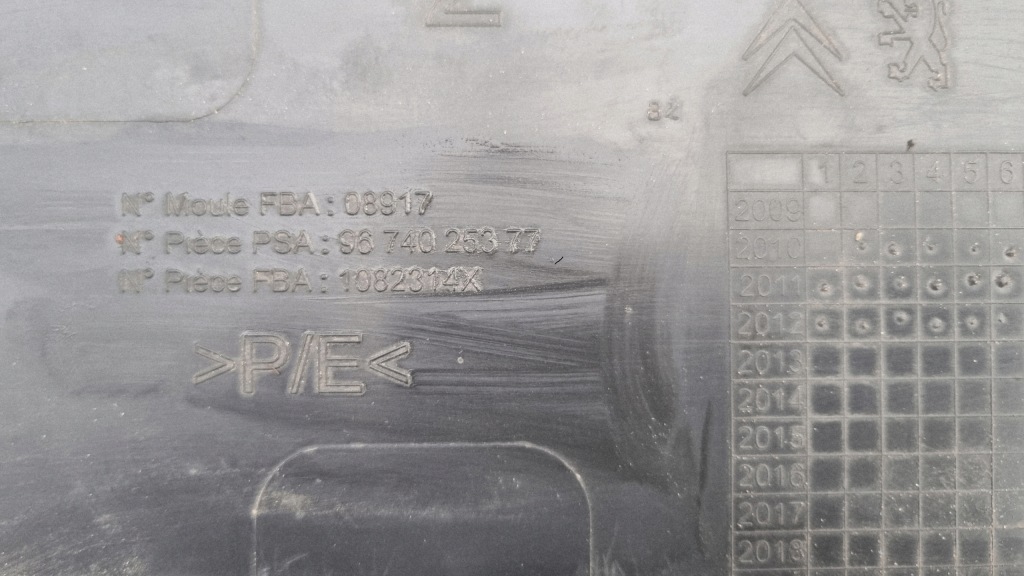 84
N° Moule FBA : 08917
N° Pièce PSA : 96 740 253 77
N° Pièce FBA : 1082314X
>P/E<
1 2 3 4 5 6
2009
2010
2011
2012
2013
2014
2015
2016
2017
2018